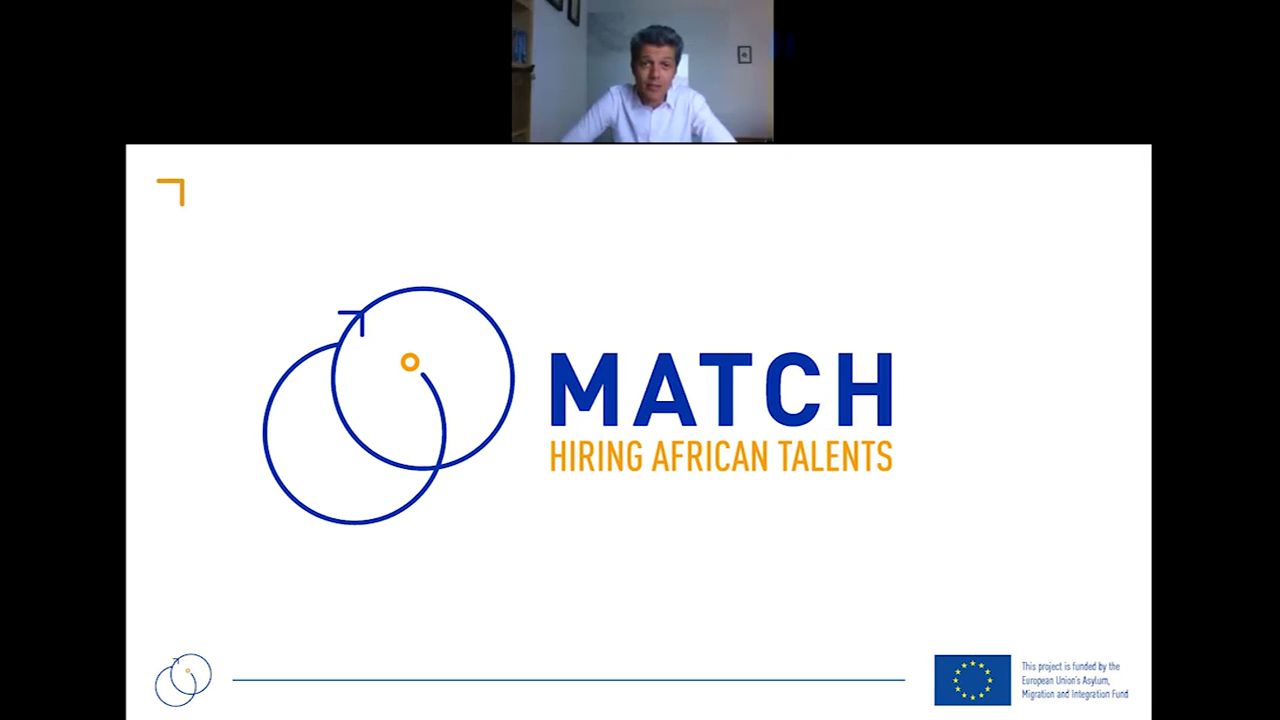 MATCH
HIRING AFRICAN TALENTS
This project is funded by the
European Union's Asylum,
Migration and Integration Fund